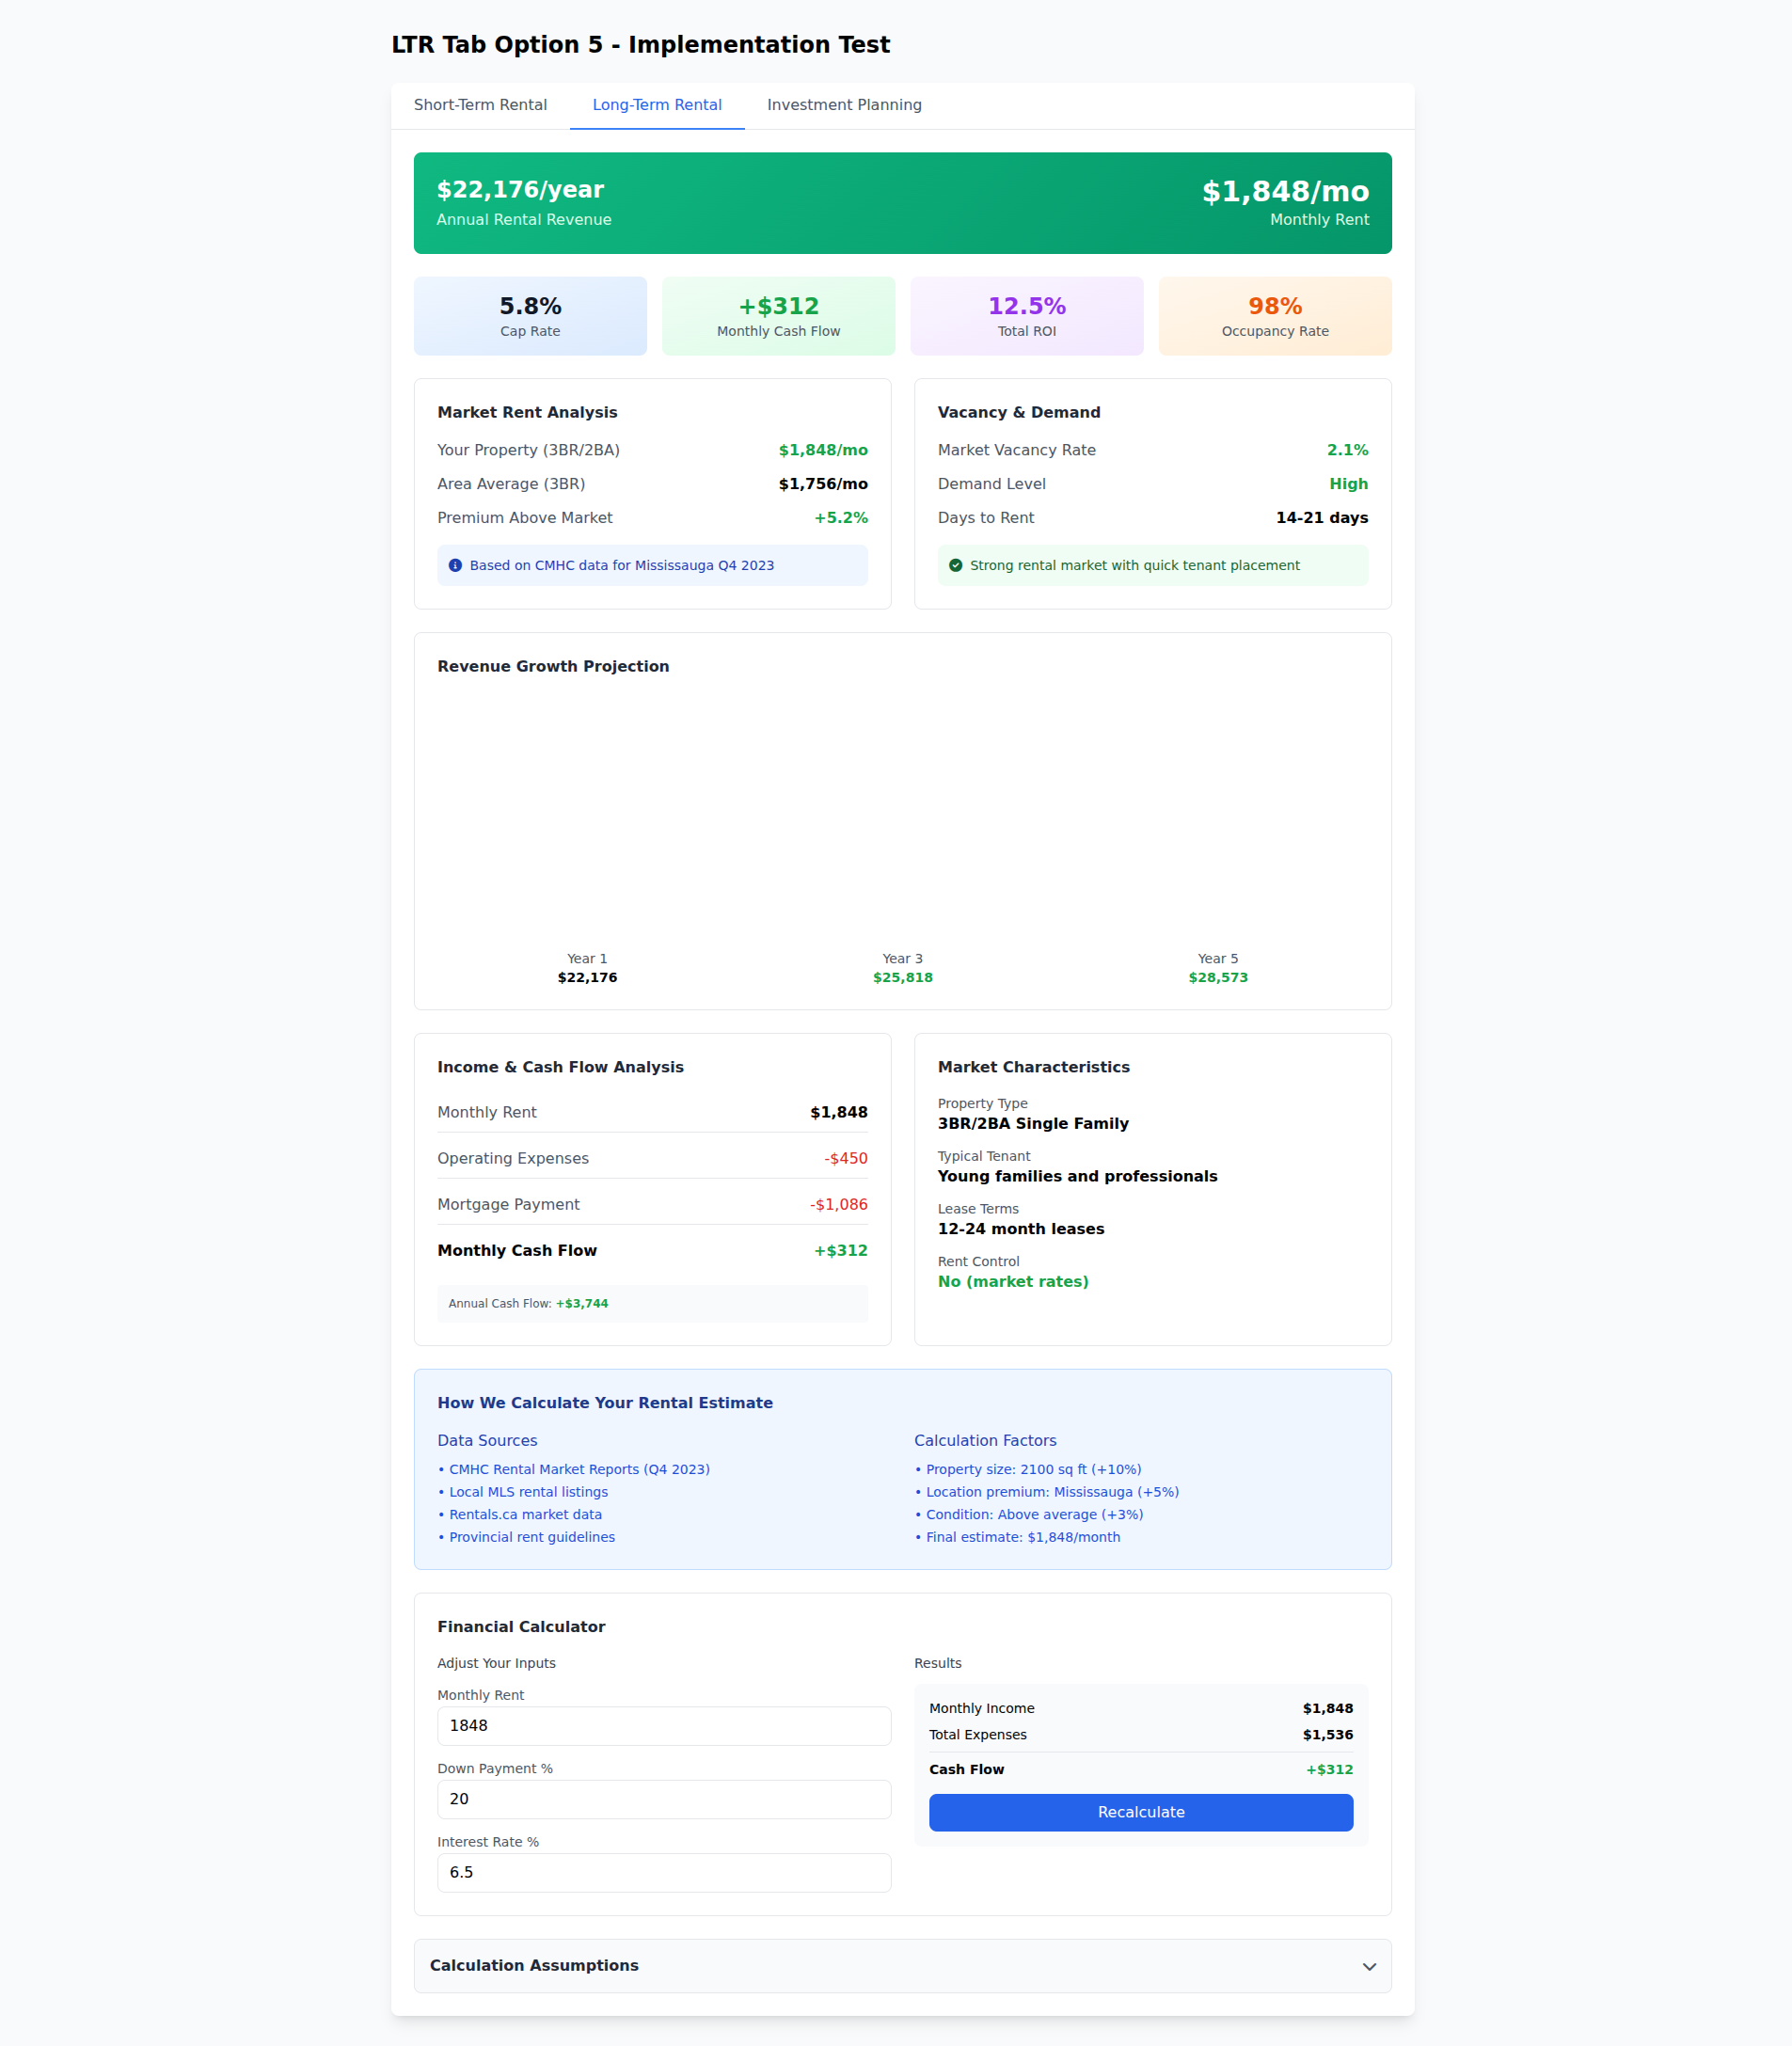 LTR Tab Option 5 - Implementation Test
Short-Term Rental
Long-Term Rental
Investment Planning
$22,176/year
Annual Rental Revenue
$1,848/mo
Monthly Rent
5.8%
Cap Rate
+$312
Monthly Cash Flow
12.5%
Total ROI
98%
Occupancy Rate
Market Rent Analysis
Your Property (3BR/2BA) $1,848/mo
Area Average (3BR) $1,756/mo
Premium Above Market +5.2%
Based on CMHC data for Mississauga Q4 2023
Vacancy & Demand
Market Vacancy Rate 2.1%
Demand Level High
Days to Rent 14-21 days
Strong rental market with quick tenant placement
Revenue Growth Projection
Year 1
$22,176
Year 3
$25,818
Year 5
$28,573
Income & Cash Flow Analysis
Monthly Rent $1,848
Operating Expenses -$450
Mortgage Payment -$1,086
Monthly Cash Flow +$312
Annual Cash Flow: +$3,744
Market Characteristics
Property Type
3BR/2BA Single Family
Typical Tenant
Young families and professionals
Lease Terms
12-24 month leases
Rent Control
No (market rates)
How We Calculate Your Rental Estimate
Data Sources
• CMHC Rental Market Reports (Q4 2023)
• Local MLS rental listings
• Rentals.ca market data
• Provincial rent guidelines
Calculation Factors
• Property size: 2100 sq ft (+10%)
• Location premium: Mississauga (+5%)
• Condition: Above average (+3%)
• Final estimate: $1,848/month
Financial Calculator
Adjust Your Inputs
Monthly Rent
1848
Down Payment %
20
Interest Rate %
6.5
Results
Monthly Income $1,848
Total Expenses $1,536
Cash Flow +$312
Recalculate
Calculation Assumptions